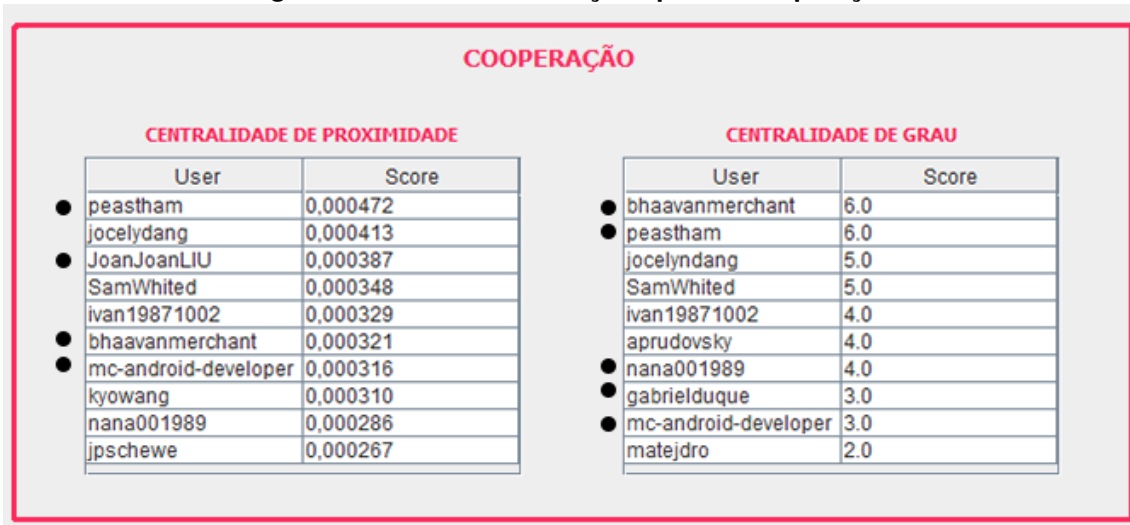 COOPERAÇÃO
CENTRALIDADE DE PROXIMIDADE
User Score
peastham 0,000472
jocelydang 0,000413
JoanJoanLIU 0,000387
SamWhited 0,000348
ivan19871002 0,000329
bhaavanmerchant 0,000321
mc-android-developer 0,000316
kyowang 0,000310
nana001989 0,000286
jpschewe 0,000267
CENTRALIDADE DE GRAU
User Score
bhaavanmerchant 6.0
peastham 6.0
jocelyndang 5.0
SamWhited 5.0
ivan19871002 4.0
aprudovsky 4.0
nana001989 4.0
gabrielduque 3.0
mc-android-developer 3.0
matejdro 2.0